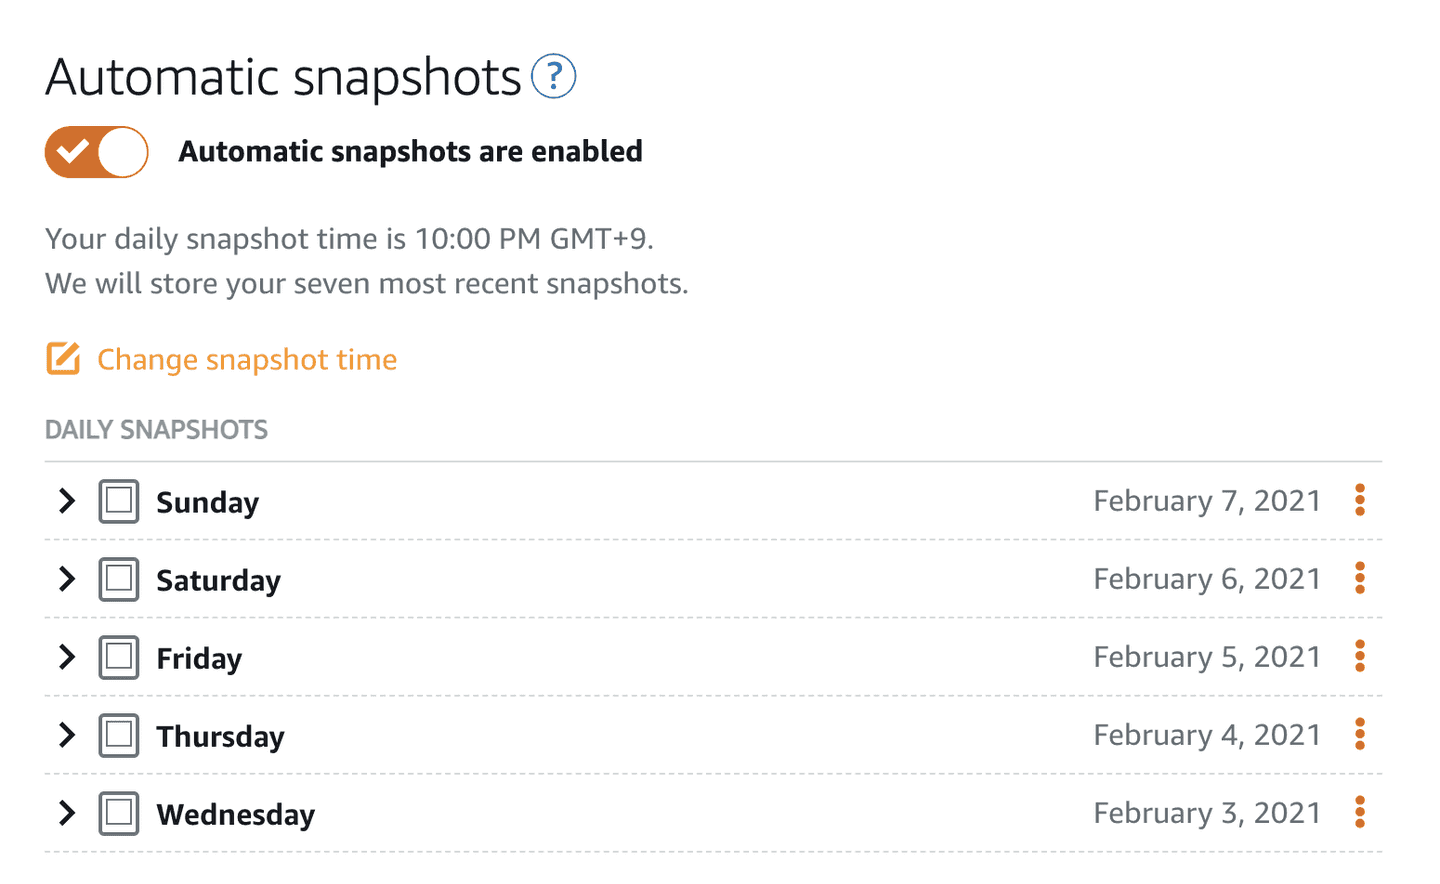 Automatic snapshots ?
Automatic snapshots are enabled
Your daily snapshot time is 10:00 PM GMT+9.
We will store your seven most recent snapshots.
Change snapshot time
DAILY SNAPSHOTS
Sunday February 7, 2021
Saturday February 6, 2021
Friday February 5, 2021
Thursday February 4, 2021
Wednesday February 3, 2021